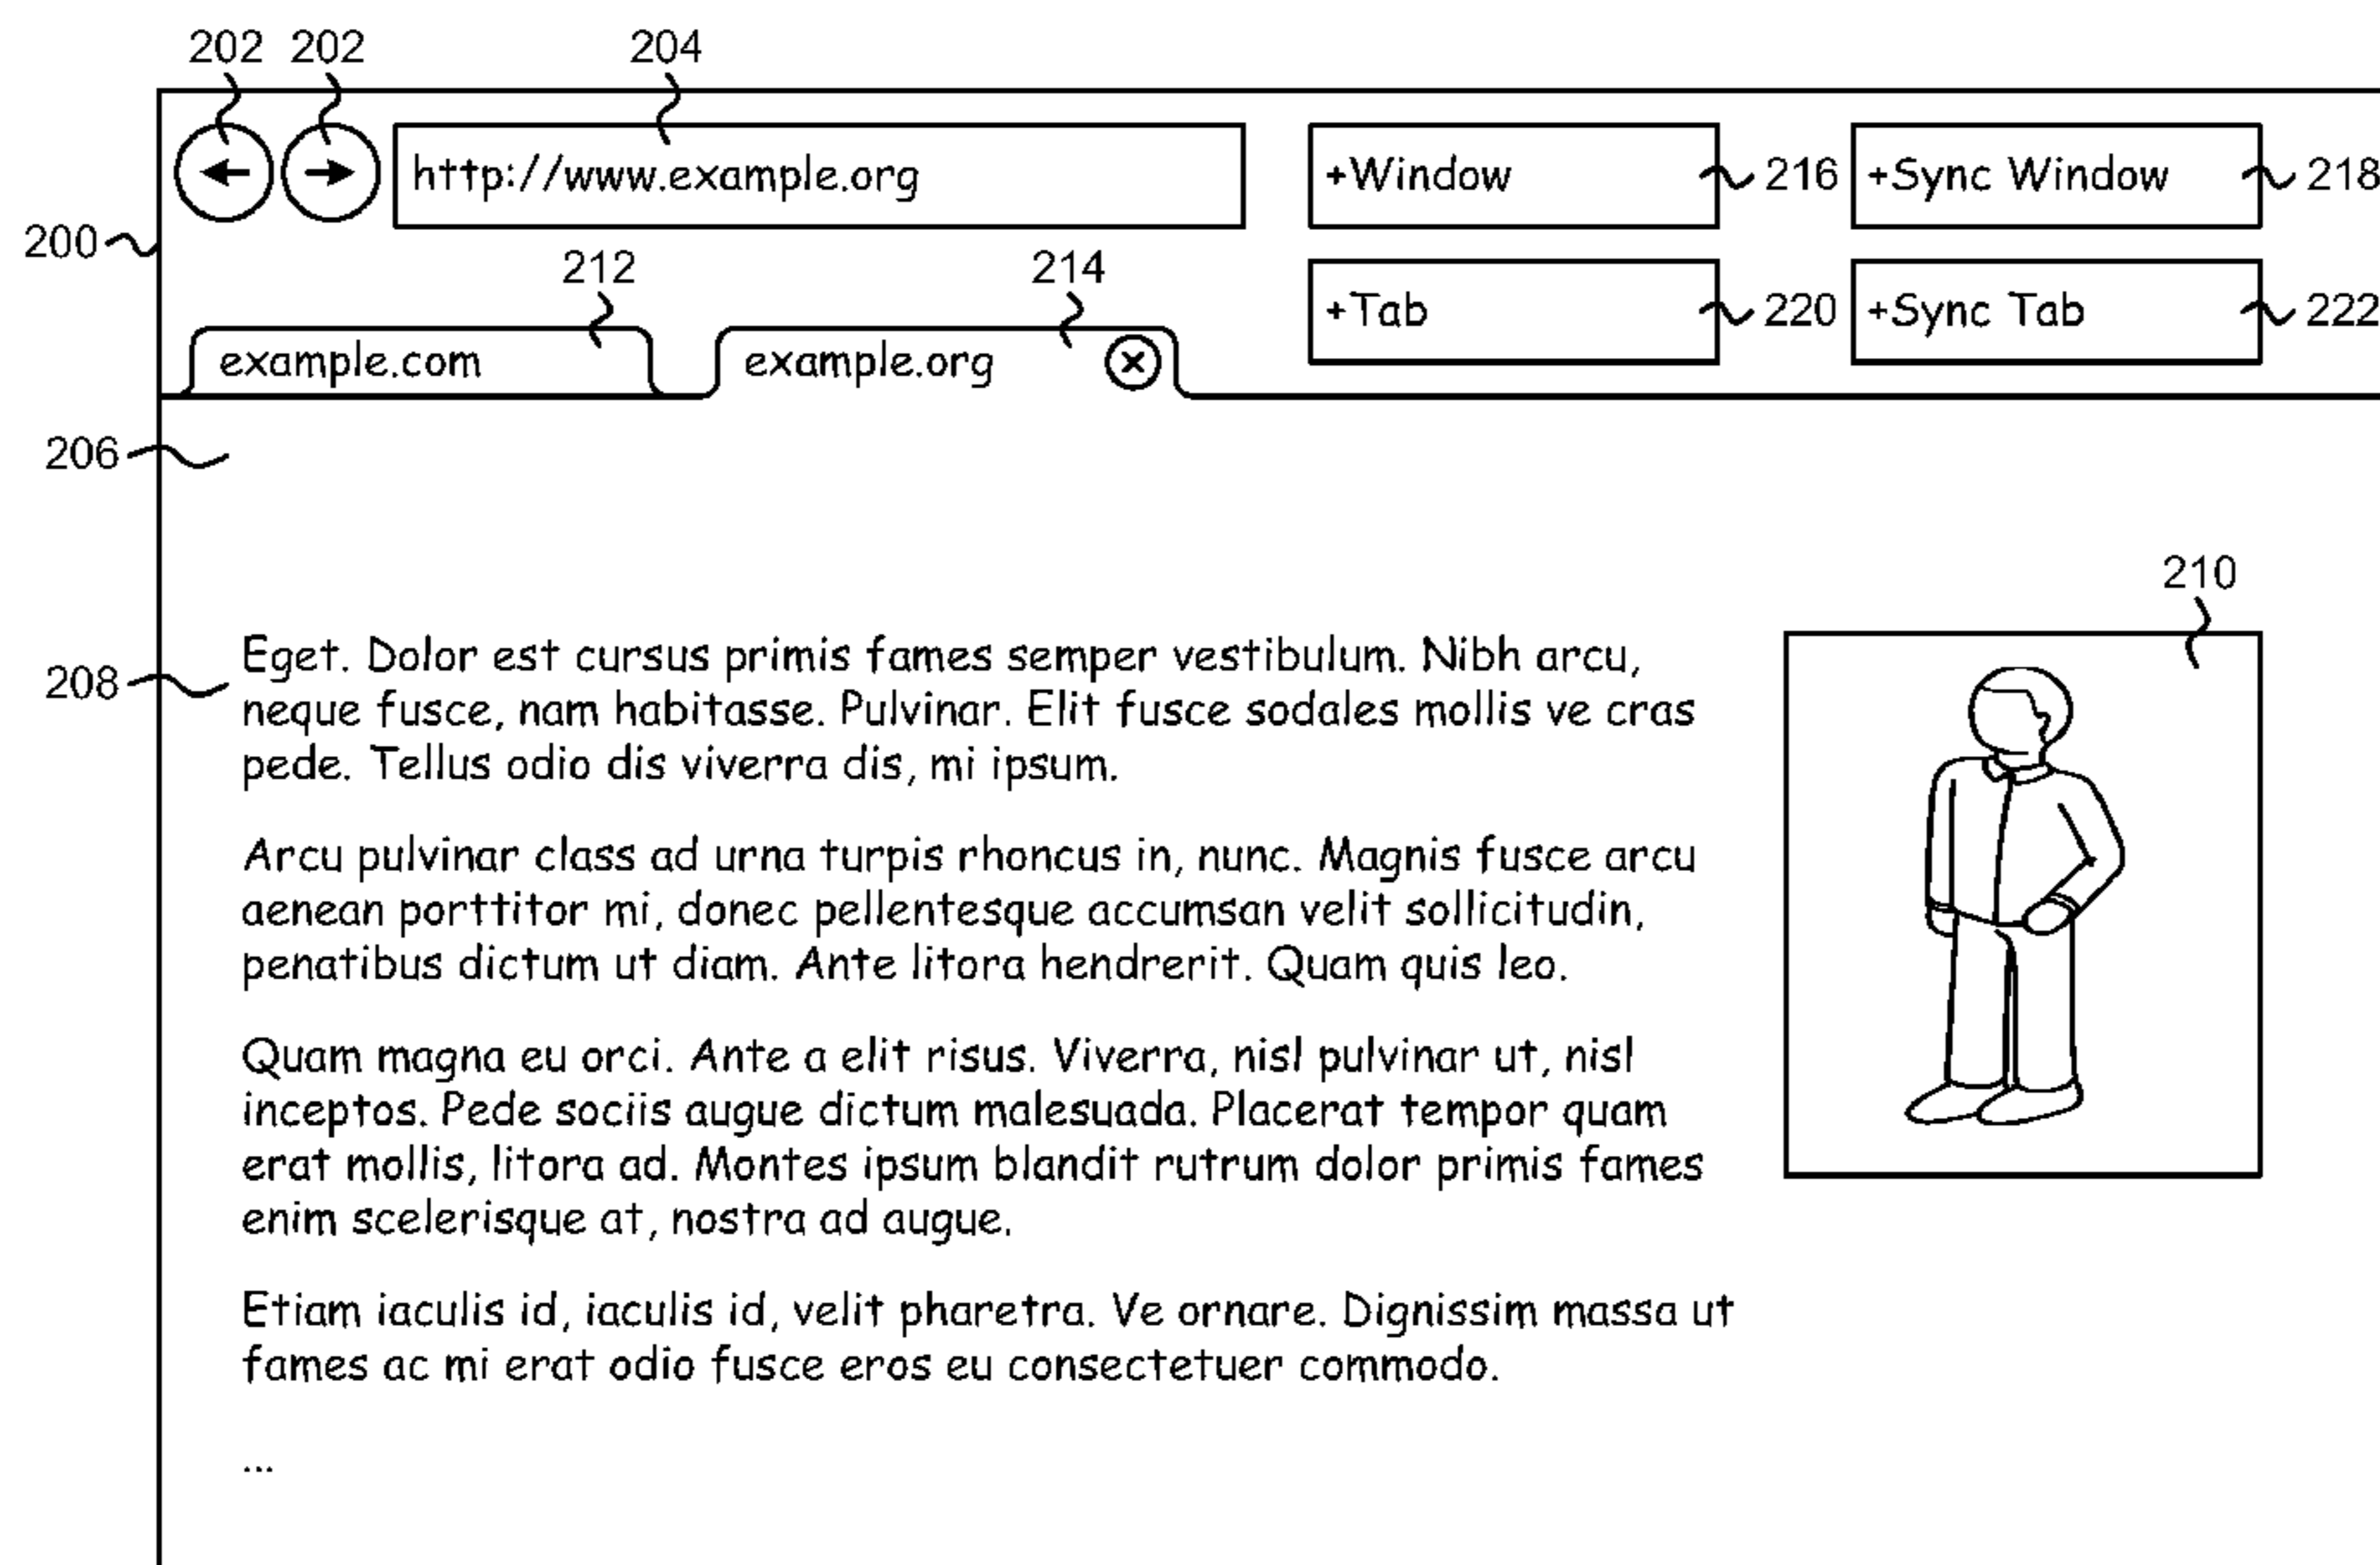 202 202 204
http://www.example.org +Window 216 +Sync Window 218
200
212 214
+Tab 220 +Sync Tab 222
example.com example.org
206
210
208
Eget. Dolor est cursus primis fames semper vestibulum. Nibh arcu,
neque fusce, nam habitasse. Pulvinar. Elit fusce sodales mollis ve cras
pede. Tellus odio dis viverra dis, mi ipsum.
Arcu pulvinar class ad urna turpis rhoncus in, nunc. Magnis fusce arcu
aenean porttitor mi, donec pellentesque accumsan velit sollicitudin,
penatibus dictum ut diam. Ante litora hendrerit. Quam quis leo.
Quam magna eu orci. Ante a elit risus. Viverra, nisl pulvinar ut, nisl
inceptos. Pede sociis augue dictum malesuada. Placerat tempor quam
erat mollis, litora ad. Montes ipsum blandit rutrum dolor primis fames
enim scelerisque at, nostra ad augue.
Etiam iaculis id, iaculis id, velit pharetra. Ve ornare. Dignissim massa ut
fames ac mi erat odio fusce eros eu consectetuer commodo.
...